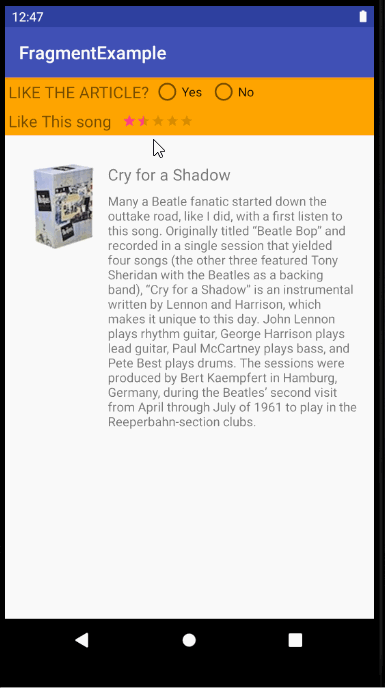 12:47
FragmentExample
LIKE THE ARTICLE? Yes No
Like This song
Cry for a Shadow
Many a Beatle fanatic started down the
outtake road, like I did, with a first listen to
this song. Originally titled “Beatle Bop” and
recorded in a single session that yielded
four songs (the other three featured Tony
Sheridan with the Beatles as a backing
band), “Cry for a Shadow” is an instrumental
written by Lennon and Harrison, which
makes it unique to this day. John Lennon
plays rhythm guitar, George Harrison plays
lead guitar, Paul McCartney plays bass, and
Pete Best plays drums. The sessions were
produced by Bert Kaempfert in Hamburg,
Germany, during the Beatles’ second visit
from April through July of 1961 to play in the
Reeperbahn-section clubs.